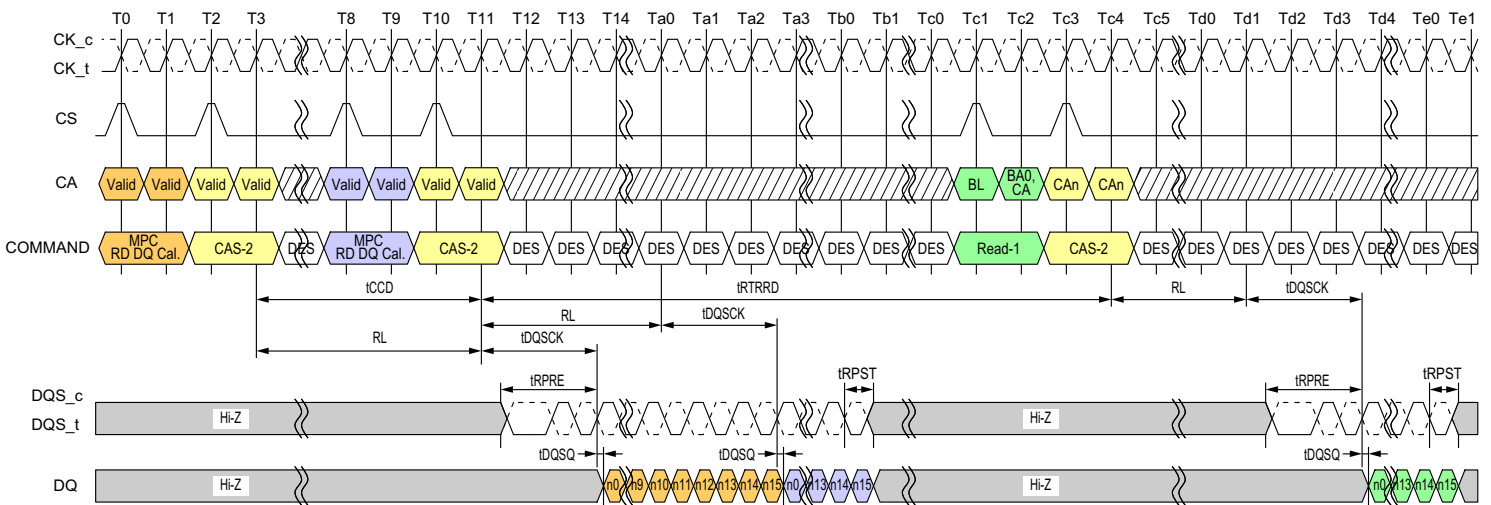 T0 T1 T2 T3 T8 T9 T10 T11 T12 T13 T14 Ta0 Ta1 Ta2 Ta3 Tb0 Tb1 Tc0 Tc1 Tc2 Tc3 Tc4 Tc5 Td0 Td1 Td2 Td3 Td4 Te0 Te1
CK_c
CK_t
CS
CA Valid Valid Valid Valid Valid Valid Valid Valid BL BA0, CAn CAn
CA
COMMAND MPC CAS-2 DES MPC CAS-2 DES DES DES DES DES DES DES DES DES DES Read-1 CAS-2 DES DES DES DES DES DES DES DES
RD DQ Cal. RD DQ Cal.
tCCD tRTRRD RL tDQSCK
RL tDQSCK
RL tDQSCK
tRPRE tRPST tRPRE tRPST
DQS_c
DQS_t Hi-Z Hi-Z
tDQSQ tDQSQ tDQSQ
DQ Hi-Z n0 n9 n10 n11 n12 n13 n14 n15 n0 n13 n14 n15 Hi-Z n0 n13 n14 n15